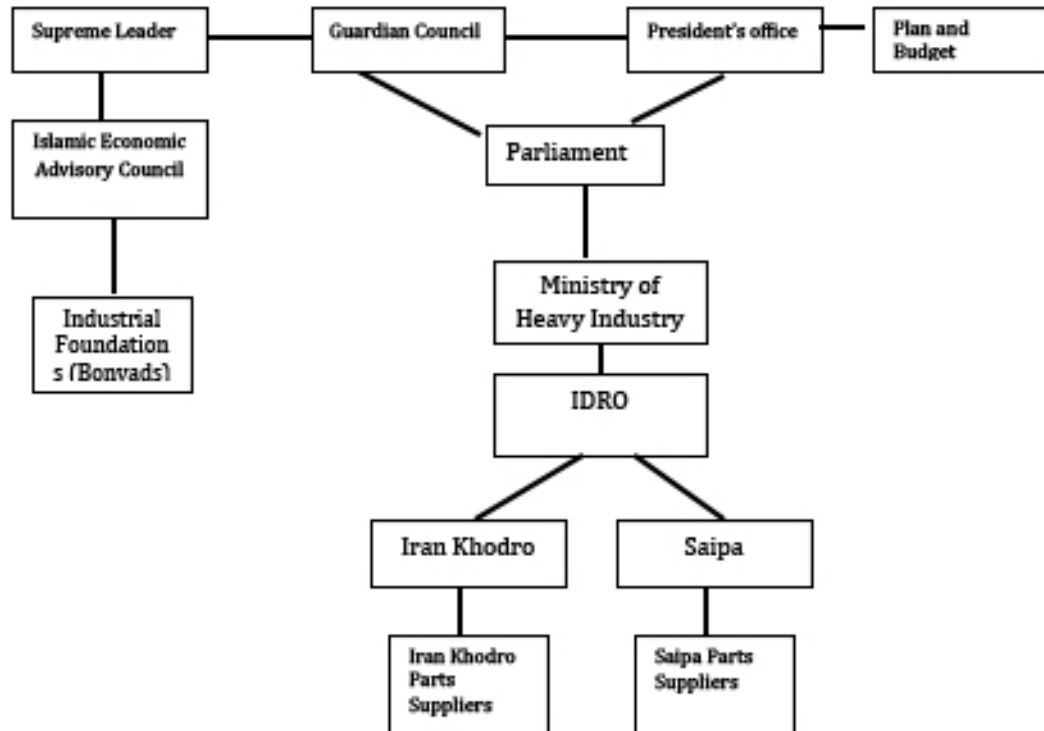 Supreme Leader
Guardian Council
President's office
Plan and
Budget
Islamic Economic
Advisory Council
Parliament
Ministry of
Heavy Industry
Industrial
Foundation
s (Bonyads)
IDRO
Iran Khodro
Saipa
Iran Khodro
Parts
Suppliers
Saipa Parts
Suppliers